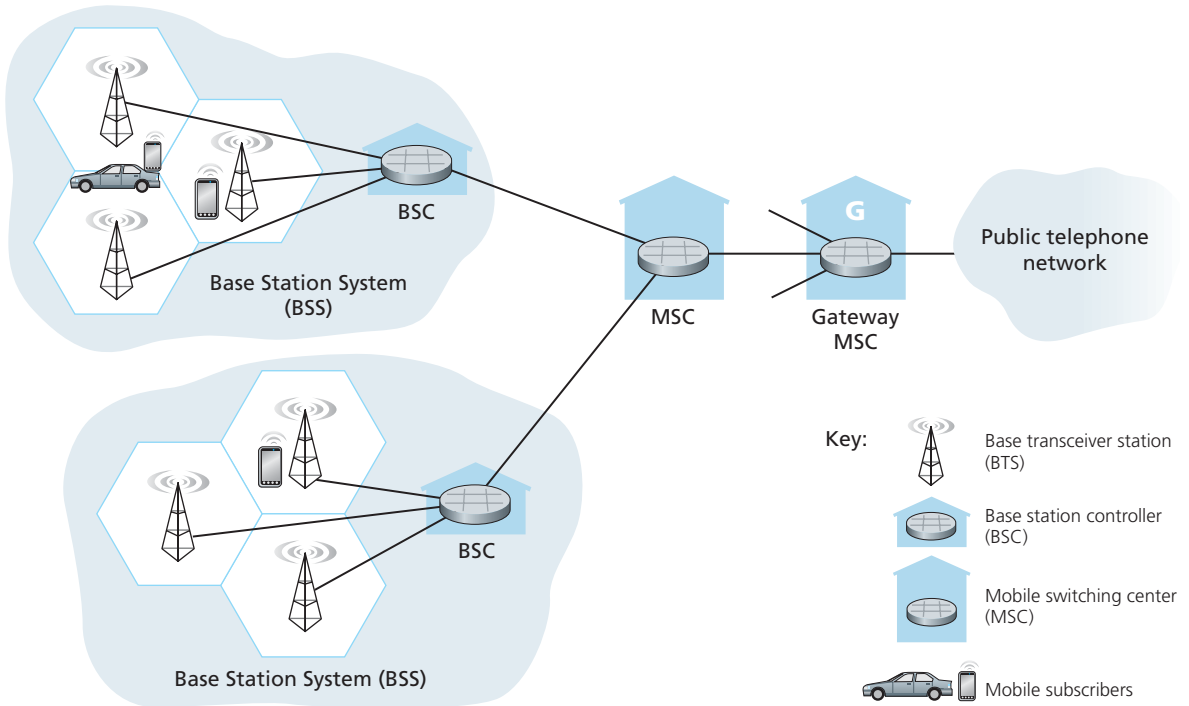 BSC
Base Station System
(BSS)
MSC
G
Gateway
MSC
Public telephone
network
BSC
Base Station System (BSS)
Key:
Base transceiver station
(BTS)
Base station controller
(BSC)
Mobile switching center
(MSC)
Mobile subscribers